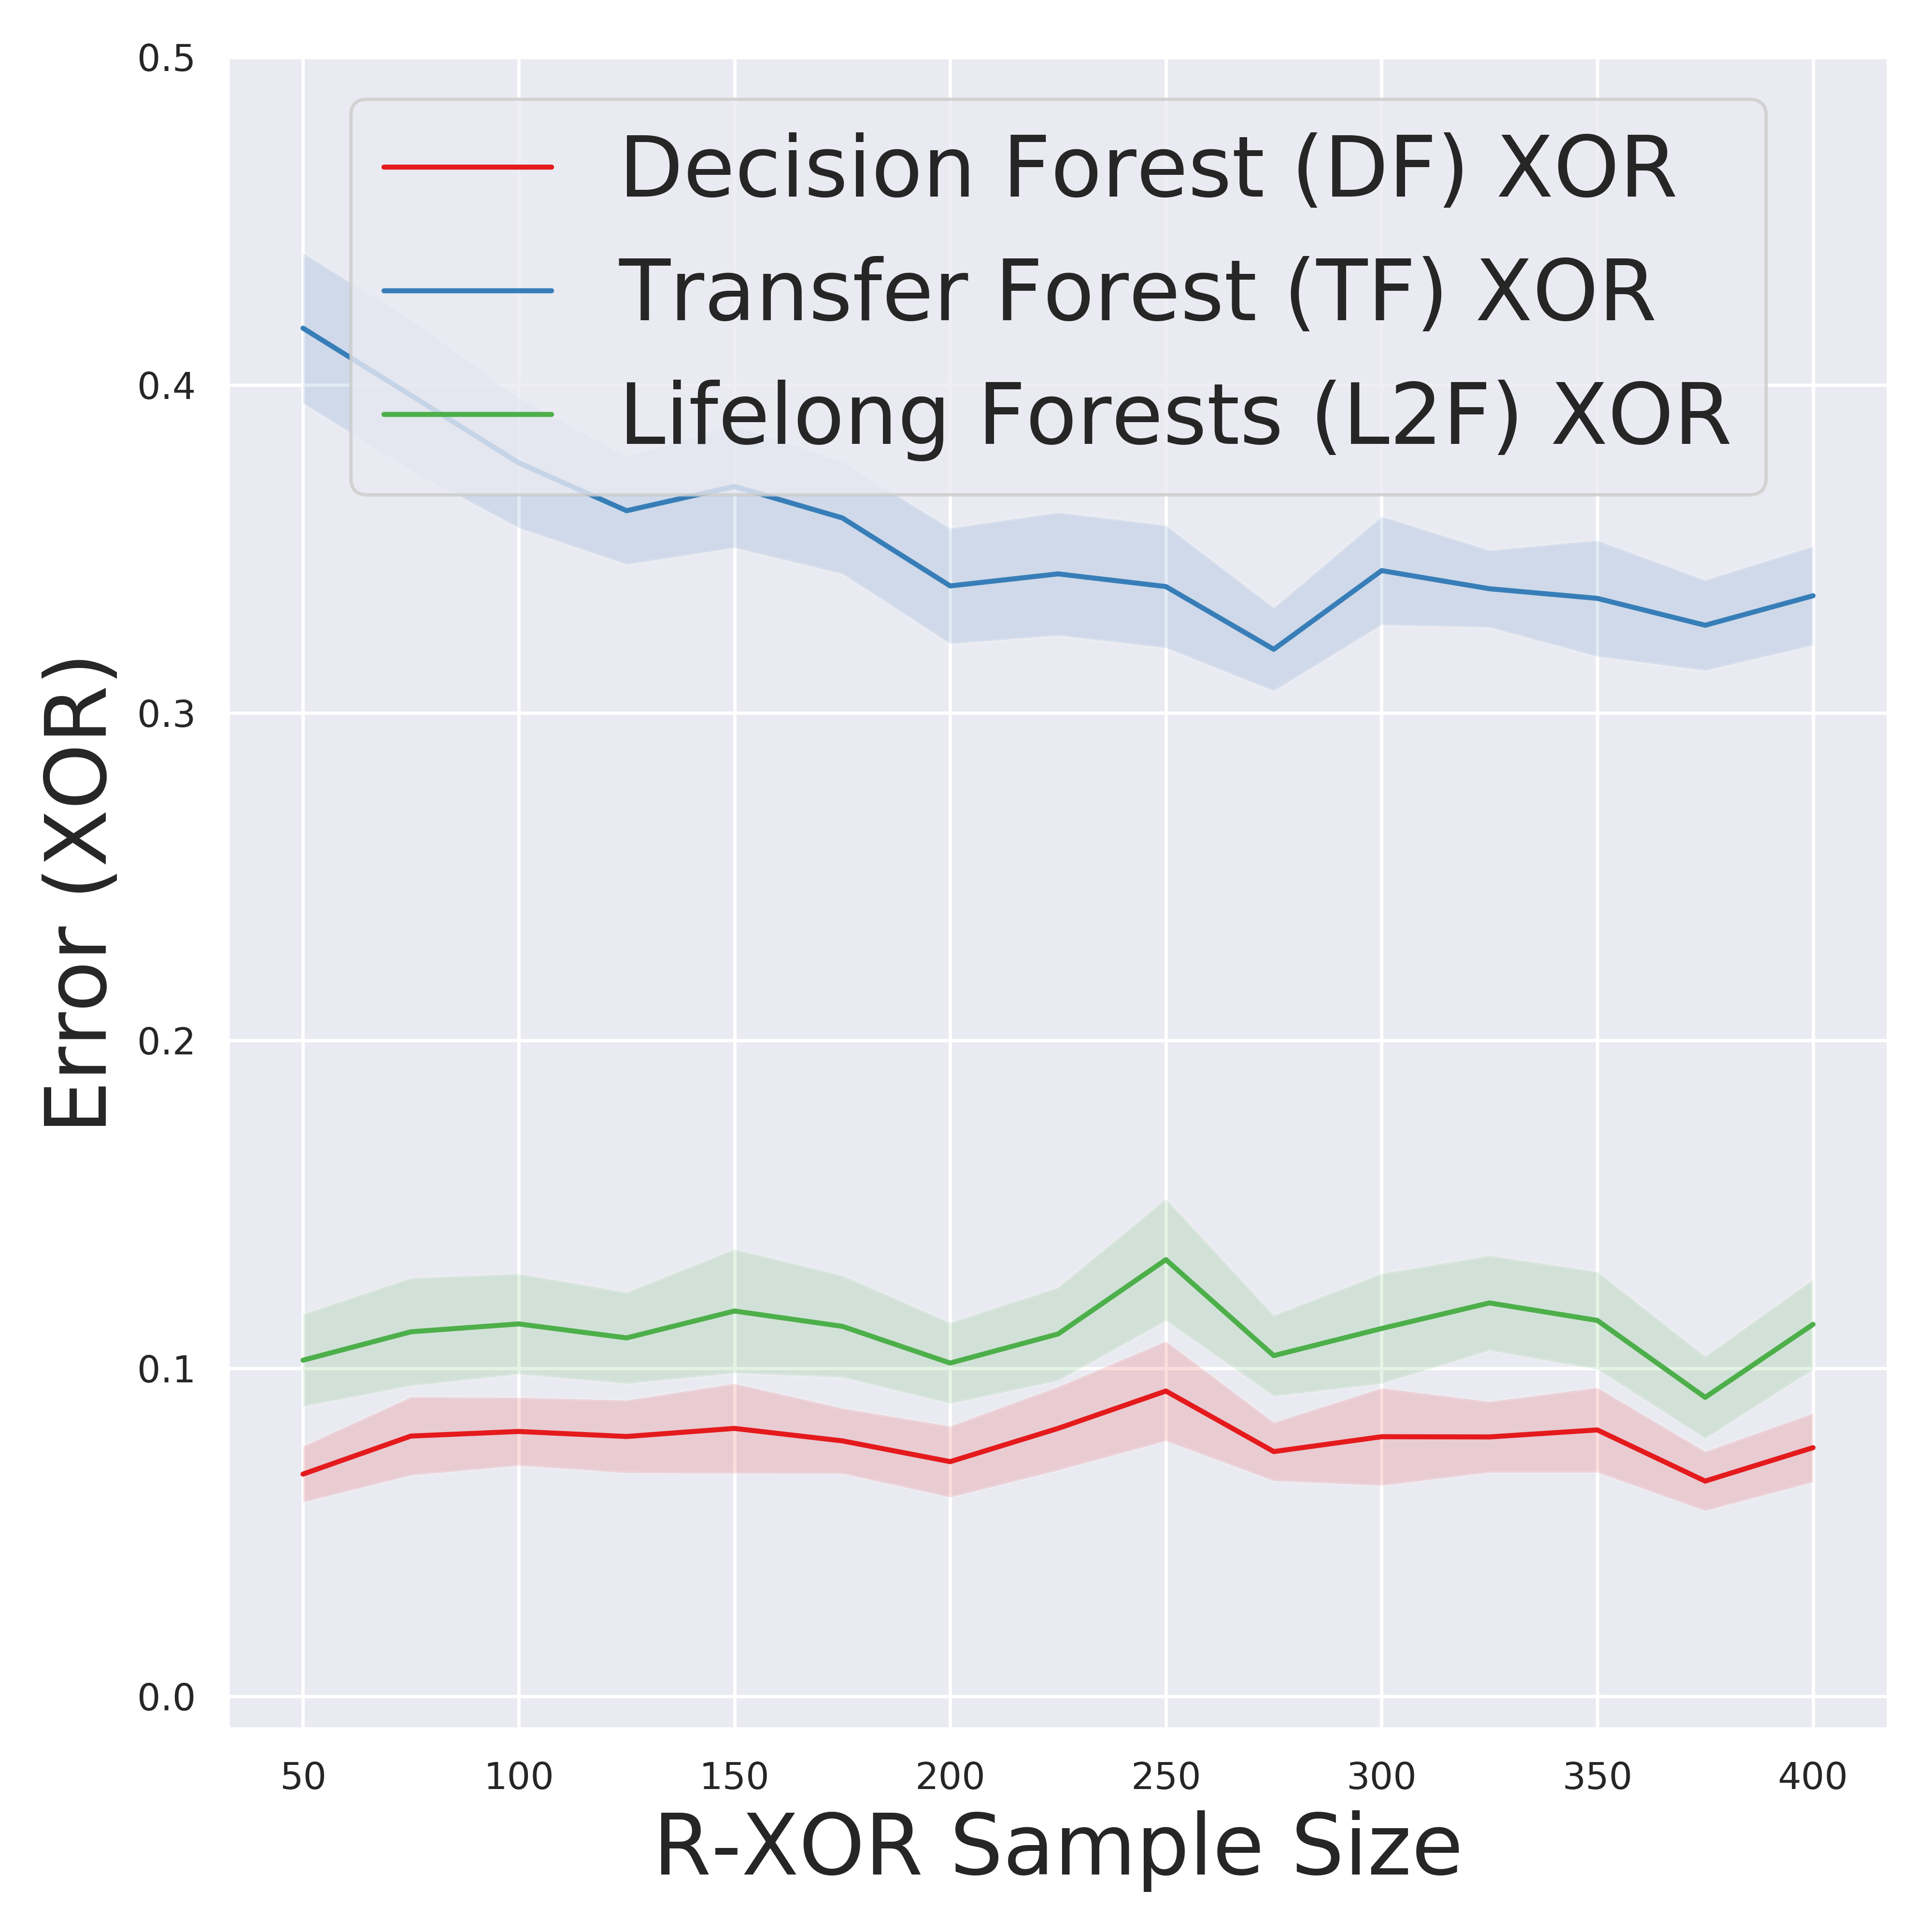 0.5
Decision Forest (DF) XOR
Transfer Forest (TF) XOR
Lifelong Forests (L2F) XOR
0.4
0.3
0.2
0.1
0.0
Error (XOR)
50 100 150 200 250 300 350 400
R-XOR Sample Size